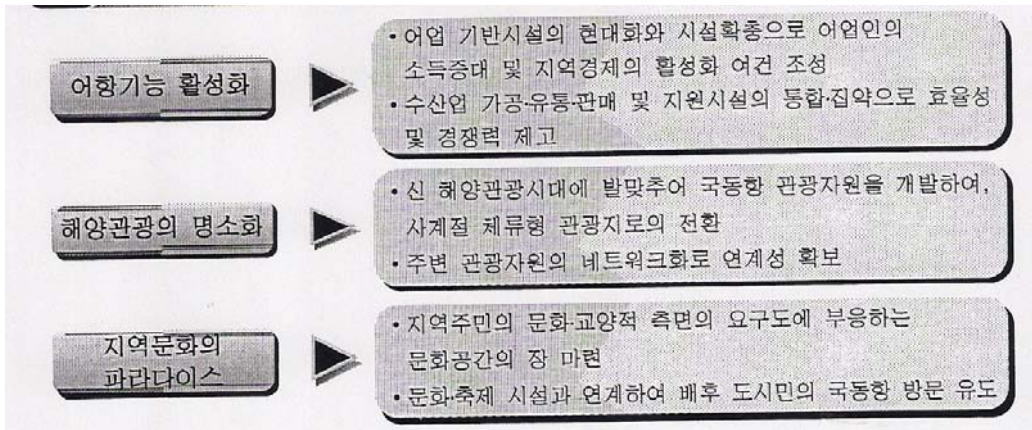 어항기능 활성화
• 어업 기반시설의 현대화와 시설확충으로 어업인의
소득증대 및 지역경제의 활성화 여건 조성
• 수산업 가공·유통·판매 및 지원시설의 통합·집약으로 효율성
및 경쟁력 제고
해양관광의 명소화
• 신 해양관광시대에 발맞추어 국동항 관광자원을 개발하여,
사계절 체류형 관광지로의 전환
• 주변 관광자원의 네트워크화로 연계성 확보
지역문화의
파라다이스
• 지역주민의 문화·교양적 측면의 요구도에 부응하는
문화공간의 장 마련
• 문화·축제 시설과 연계하여 배후 도시민의 국동항 방문 유도